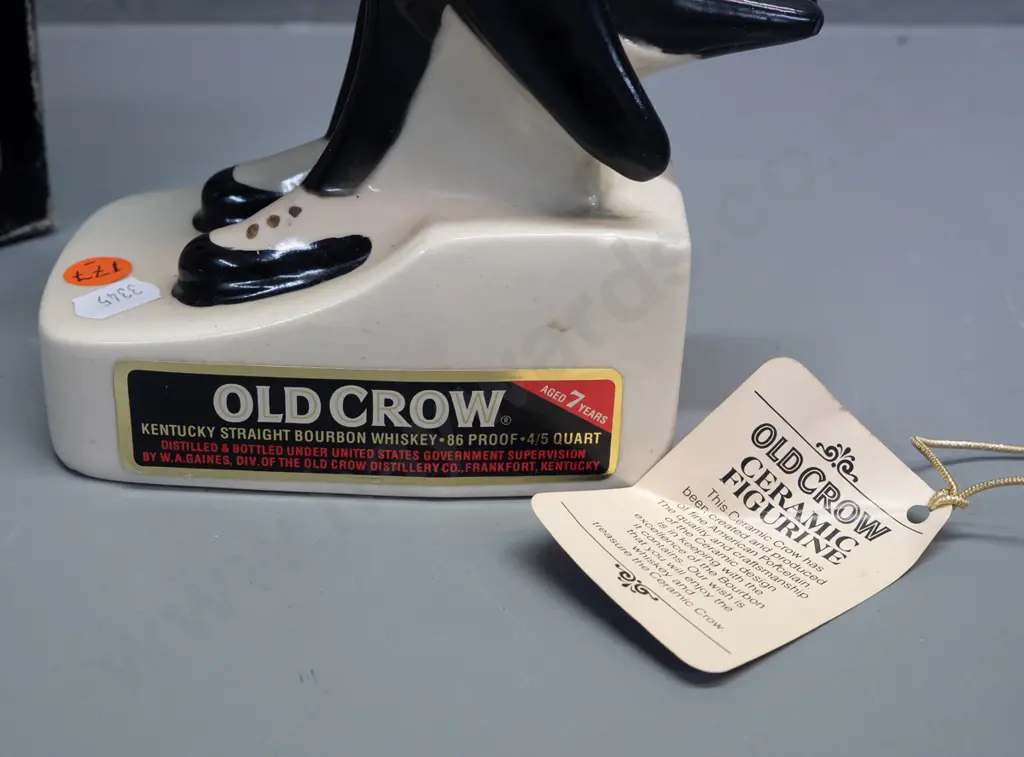 177
3345
OLD CROW®
AGED 7 YEARS
KENTUCKY STRAIGHT BOURBON WHISKEY • 86 PROOF • 4/5 QUART
DISTILLED & BOTTLED UNDER UNITED STATES GOVERNMENT SUPERVISION
BY W.A. GAINES, DIV. OF THE OLD CROW DISTILLERY CO., FRANKFORT, KENTUCKY
OLD CROW
CERAMIC
FIGURINE
This Ceramic Crow has
been created and produced
of fine American Porcelain.
The quality and craftsmanship
of the ceramic design
is in keeping with the
excellence of the Bourbon
it contains. Our wish is
that you will enjoy the
whiskey and
treasure the Ceramic Crow.